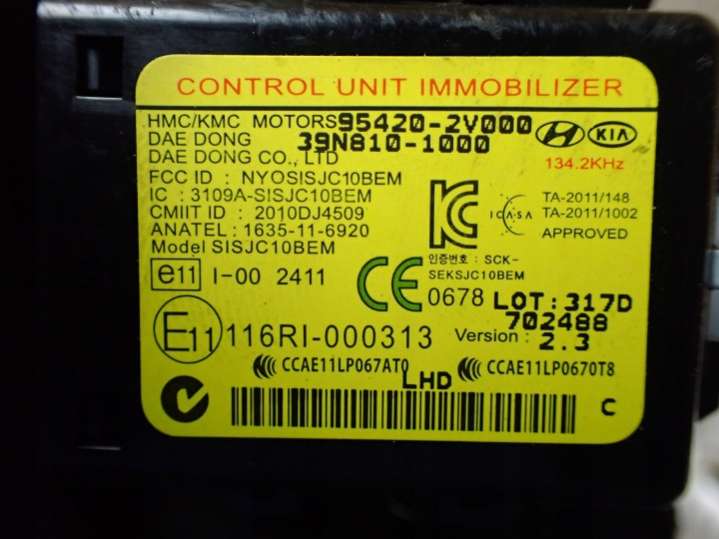 CONTROL UNIT IMMOBILIZER
HMC/KMC MOTORS 95420-2V000
DAE DONG 39N810-1000
DAE DONG CO., LTD
KIA
134.2KHz
FCC ID : NYOSISJC10BEM
IC : 3109A-SISJC10BEM
CMIIT ID : 2010DJ4509
ANATEL : 1635-11-6920
Model SISJC10BEM
ICASA
TA-2011/148
TA-2011/1002
APPROVED
인증번호 : SCK-
SEKSJC10BEM
e11 I-00 2411
CE 0678 LOT:317D
702488
E11 116RI-000313
Version : 2.3
CCAE11LP067AT0
CCAE11LP0670T8
LHD
C